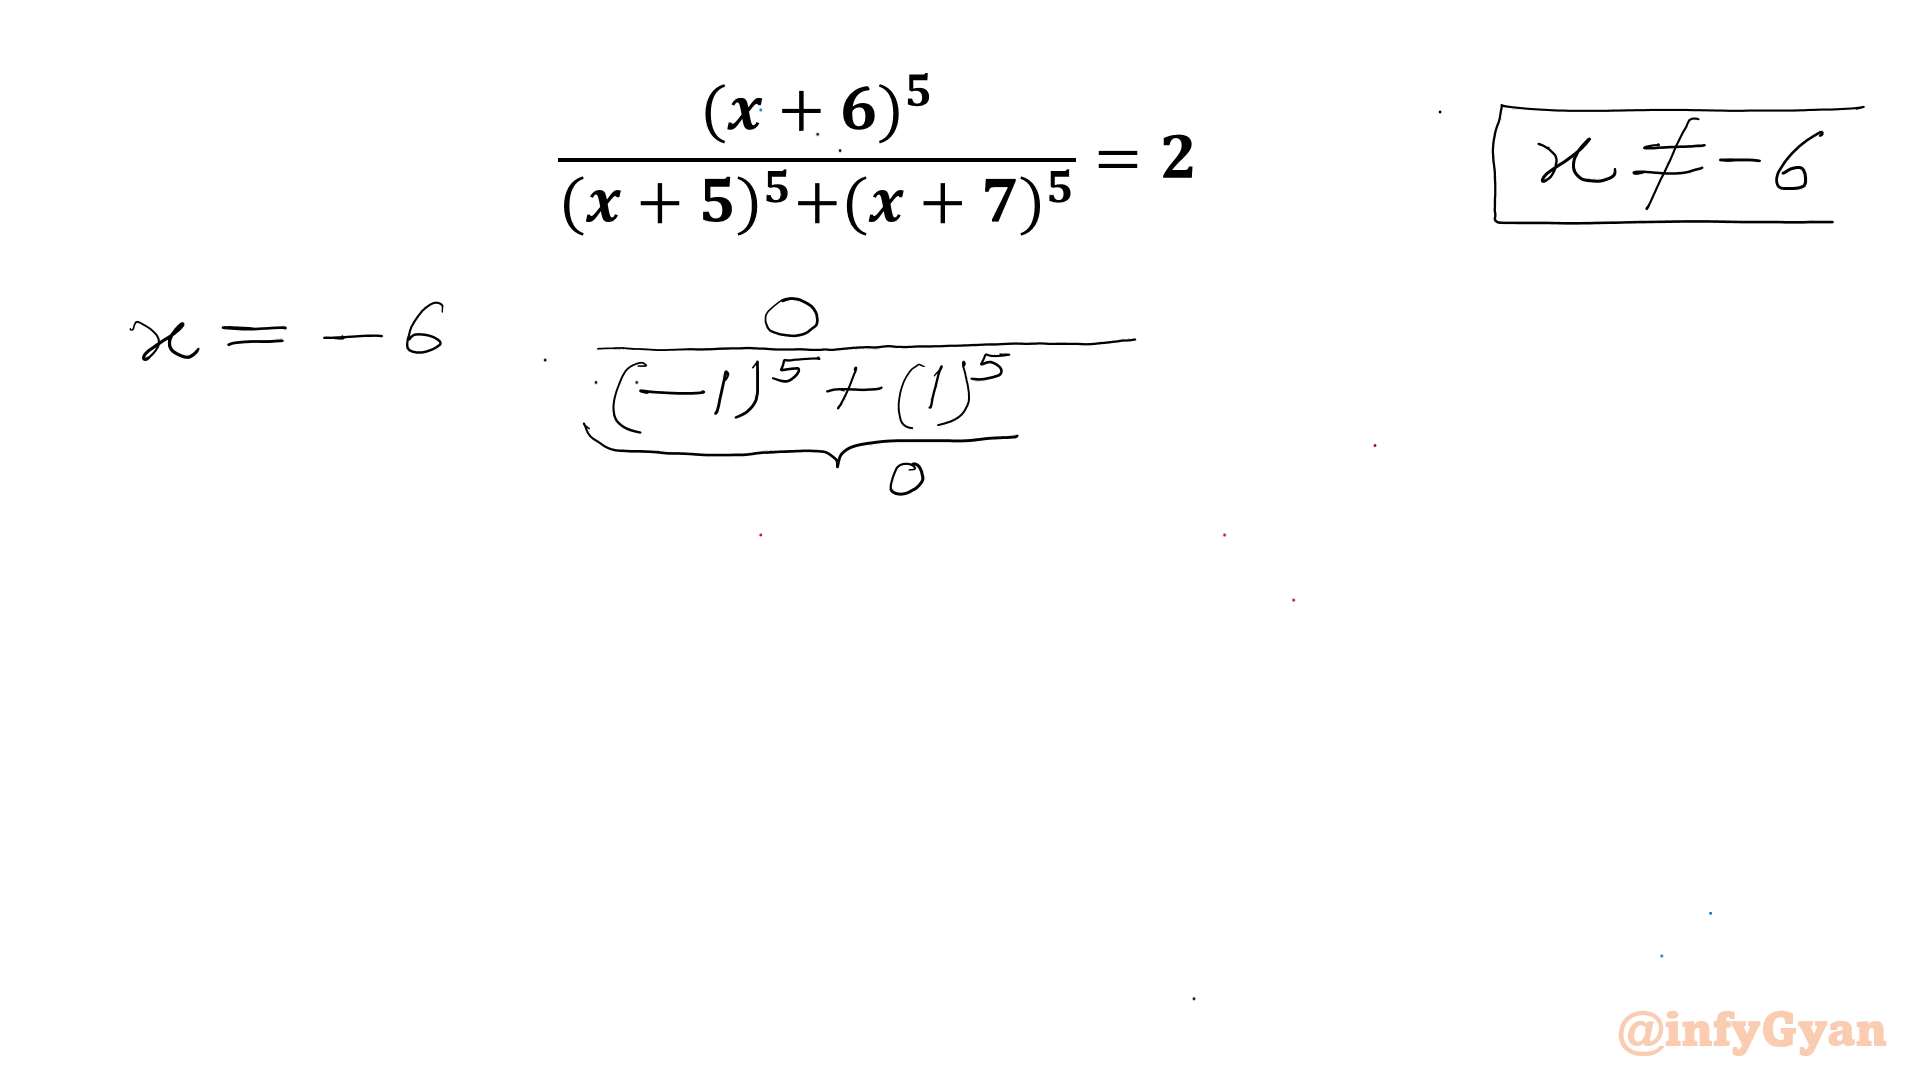 (x + 6)^5 / ((x + 5)^5+(x + 7)^5) = 2
x ≠ -6
x = -6
0 / ((-1)^5 + (1)^5)
0
@infyGyan